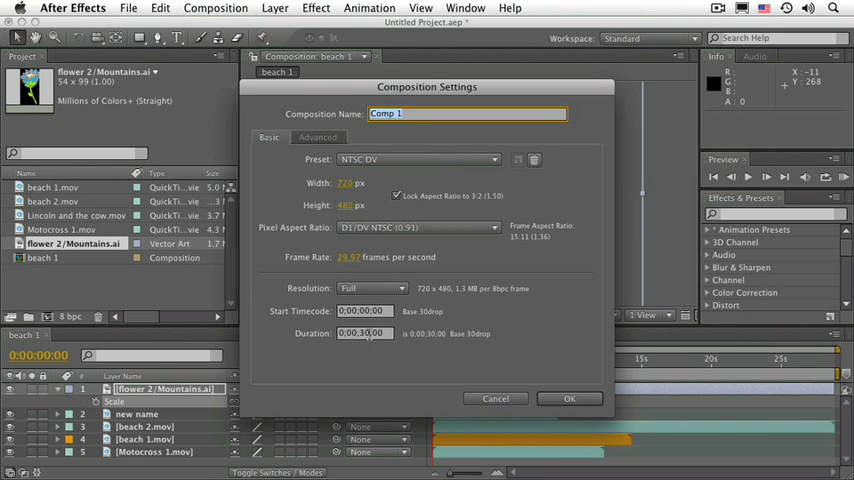 After Effects File Edit Composition Layer Effect Animation View Window Help
Untitled Project.aep
Workspace: Standard Search Help
Project
Composition: beach 1
Info Audio
flower 2/Mountains.ai
54 x 99 (1.00)
Millions of Colors+ (Straight)
beach 1
R :
G :
B :
A : 0
X : -11
Y : 268
Composition Settings
Composition Name: Comp 1
Basic Advanced
Preset: NTSC DV
Width: 720 px
Lock Aspect Ratio to 3:2 (1.50)
Height: 480 px
Pixel Aspect Ratio: D1/DV NTSC (0.91)
Frame Aspect Ratio:
15:11 (1.36)
Frame Rate: 29.97 frames per second
Resolution: Full 720 x 480, 1.3 MB per 8bpc frame
Start Timecode: 0;00;00;00 Base 30drop
Duration: 0;00;30;00 is 0;00;30;00 Base 30drop
Cancel OK
Preview
Effects & Presets
* Animation Presets
3D Channel
Audio
Blur & Sharpen
Channel
Color Correction
Distort
Name Type Size
beach 1.mov QuickTi... 5.0 M
beach 2.mov QuickTi...
Lincoln and the cow.mov QuickTi...
Motocross 1.mov QuickTi...
flower 2/Mountains.ai Vector Art 1.7
beach 1 Composition
8 bpc
1 View
beach 1
0:00:00:00
15s 20s 25s
# Layer Name
1 [flower 2/Mountains.ai]
Scale
2 new name None
3 [beach 2.mov] None
4 [beach 1.mov] None
5 [Motocross 1.mov] None
Toggle Switches / Modes